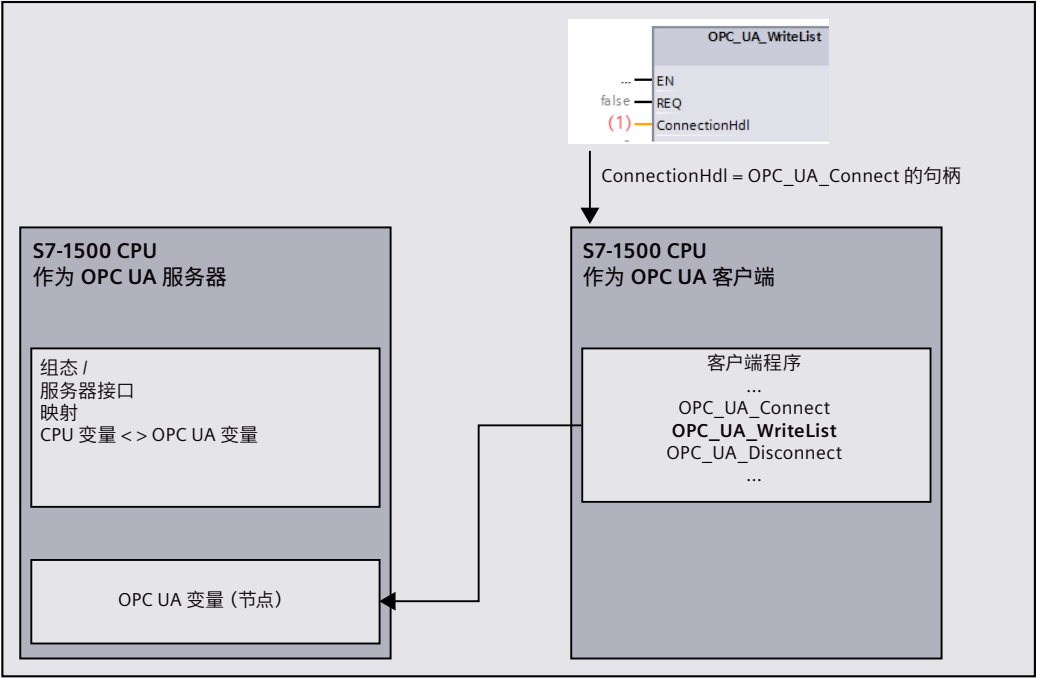 OPC_UA_WriteList
... EN
false REQ
(1) ConnectionHdl
ConnectionHdl = OPC_UA_Connect 的句柄
S7-1500 CPU
作为 OPC UA 服务器
组态 /
服务器接口
映射
CPU 变量 < > OPC UA 变量
OPC UA 变量（节点）
S7-1500 CPU
作为 OPC UA 客户端
客户端程序
...
OPC_UA_Connect
OPC_UA_WriteList
OPC_UA_Disconnect
...